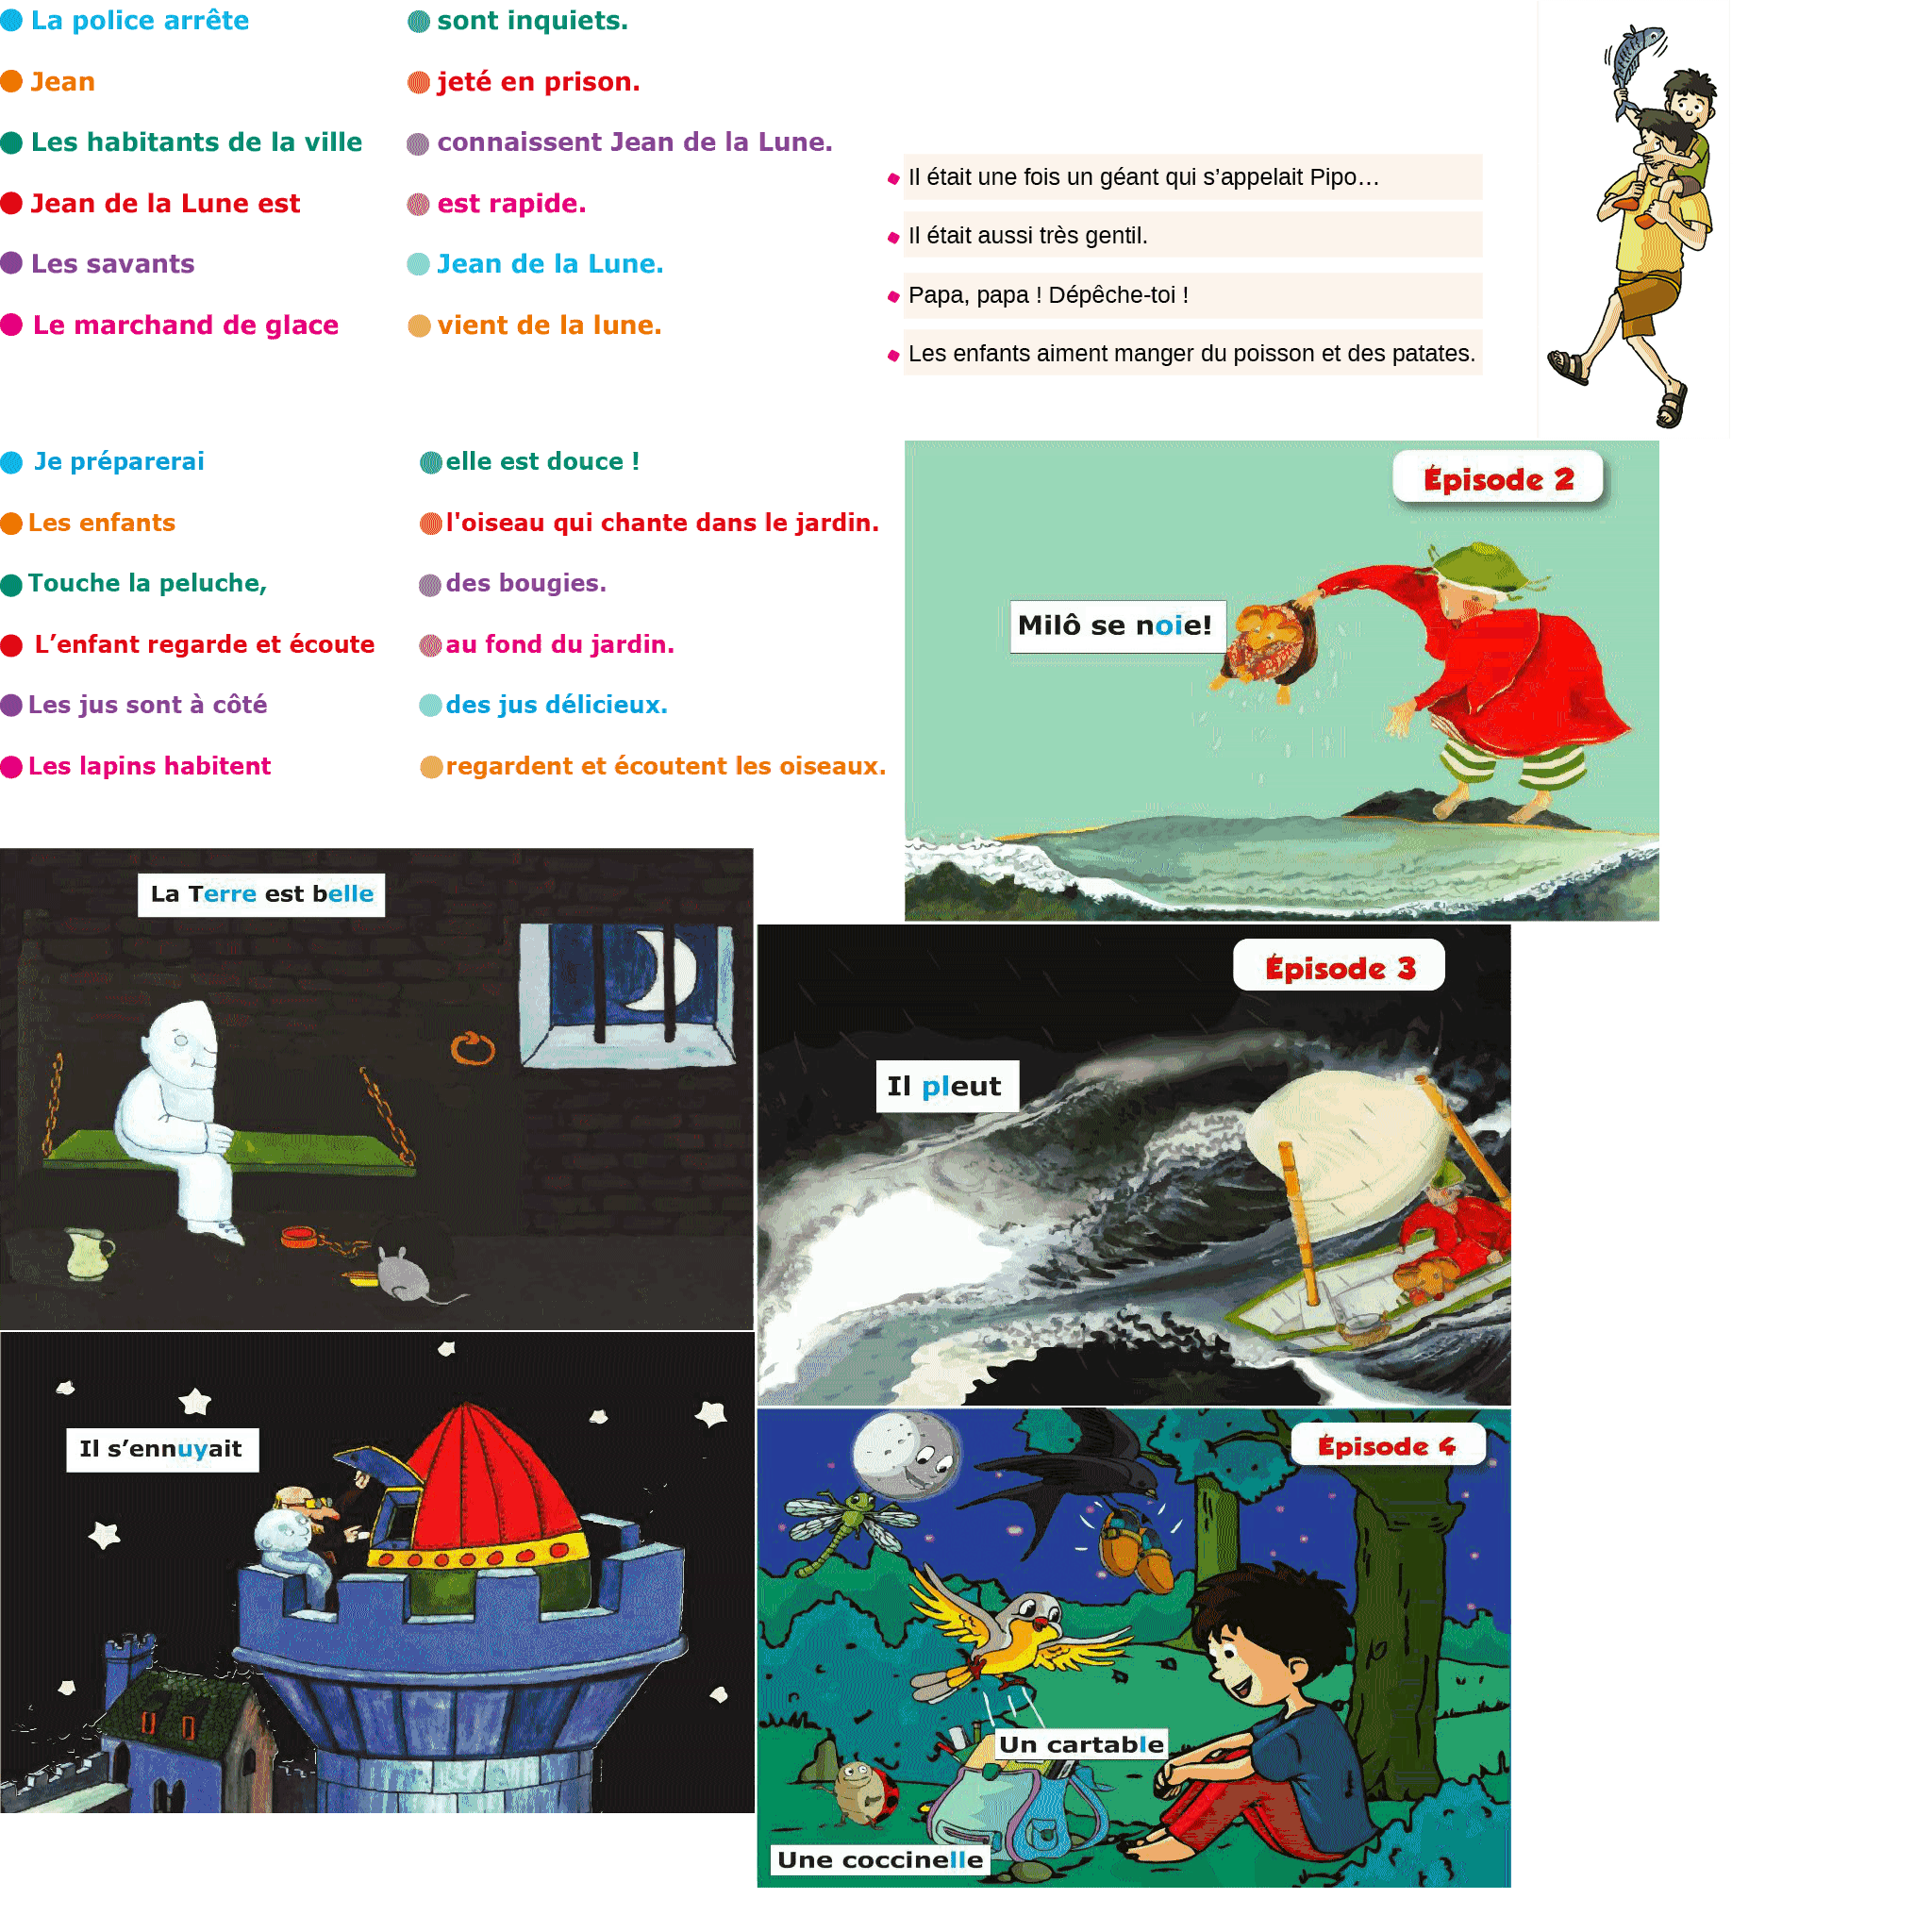 La police arrête
sont inquiets.
Jean
jeté en prison.
Les habitants de la ville
connaissent Jean de la Lune.
Jean de la Lune est
est rapide.
Les savants
Jean de la Lune.
Le marchand de glace
vient de la lune.
Il était une fois un géant qui s’appelait Pipo…
Il était aussi très gentil.
Papa, papa ! Dépêche-toi !
Les enfants aiment manger du poisson et des patates.
Je préparerai
elle est douce !
Les enfants
l'oiseau qui chante dans le jardin.
Touche la peluche,
des bougies.
L’enfant regarde et écoute
au fond du jardin.
Les jus sont à côté
des jus délicieux.
Les lapins habitent
regardent et écoutent les oiseaux.
Épisode 2
Milô se noie!
La Terre est belle
Épisode 3
Il pleut
Il s’ennuyait
Épisode 4
Un cartable
Une coccinelle